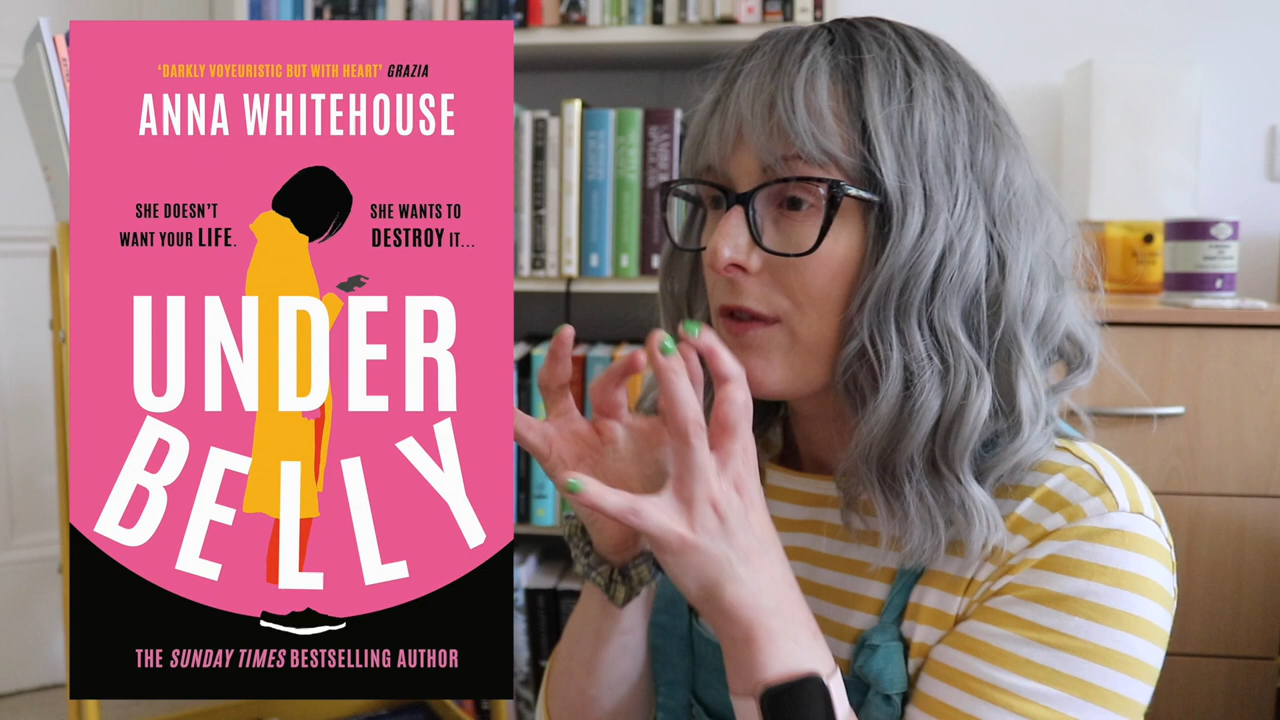 'DARKLY VOYEURISTIC BUT WITH HEART' GRAZIA
ANNA WHITEHOUSE
SHE DOESN'T
WANT YOUR LIFE.
SHE WANTS TO
DESTROY IT...
UNDER
BELLY
THE SUNDAY TIMES BESTSELLING AUTHOR